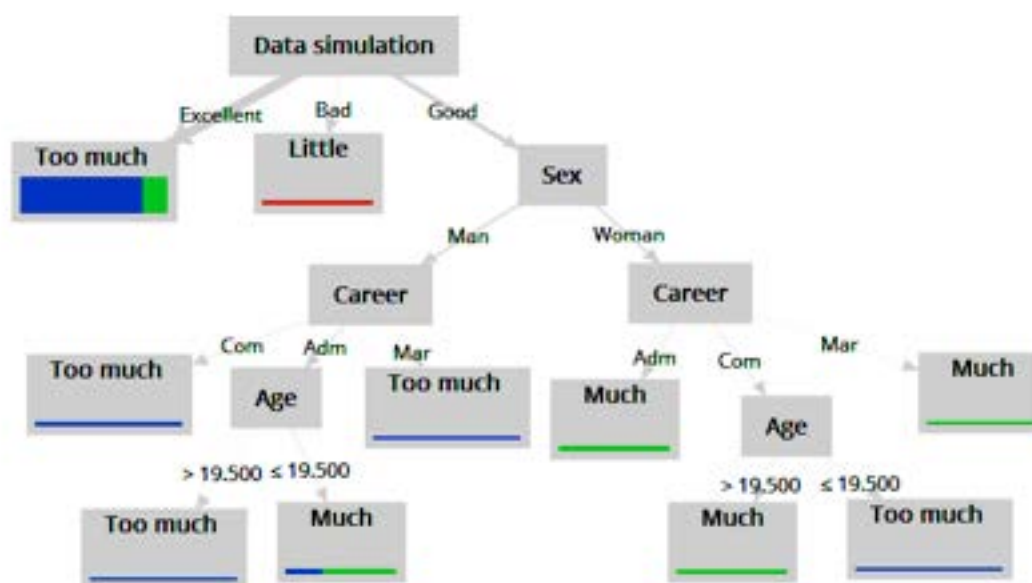 Data simulation
Excellent
Bad
Good
Too much
Little
Sex
Man
Woman
Career
Career
Com
Adm
Mar
Adm
Com
Mar
Too much
Age
Too much
Much
Age
Much
> 19.500
≤ 19.500
> 19.500
≤ 19.500
Too much
Much
Much
Too much